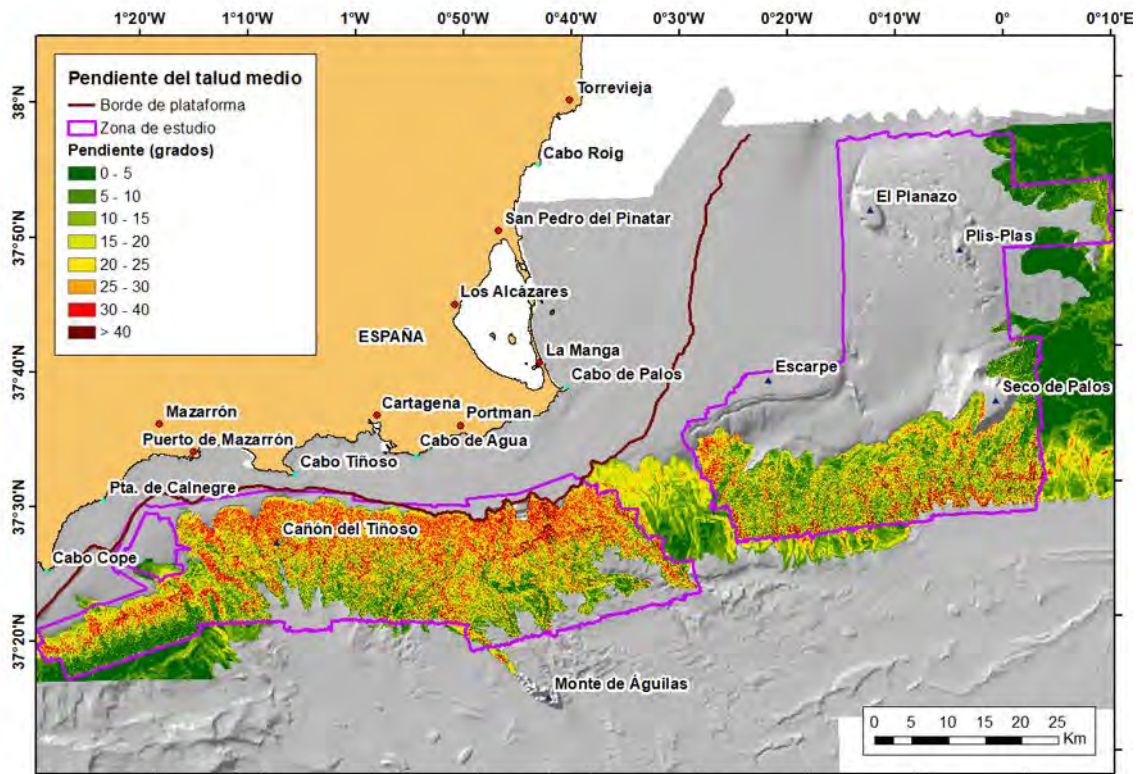 1°20'W
1°10'W
1°W
0°50'W
0°40'W
0°30'W
0°20'W
0°10'W
0°
0°10'E
38°N
37°50'N
37°40'N
37°30'N
37°20'N
Pendiente del talud medio
Borde de plataforma
Zona de estudio
Pendiente (grados)
0 - 5
5 - 10
10 - 15
15 - 20
20 - 25
25 - 30
30 - 40
> 40
Torrevieja
Cabo Roig
San Pedro del Pinatar
El Planazo
Plis-Plas
Los Alcázares
ESPAÑA
La Manga
Cabo de Palos
Escarpe
Seco de Palos
Mazarrón
Cartagena
Portman
Puerto de Mazarrón
Cabo de Agua
Cabo Tiñoso
Pta. de Calnegre
Cañón del Tiñoso
Cabo Cope
Monte de Águilas
0 5 10 15 20 25
Km